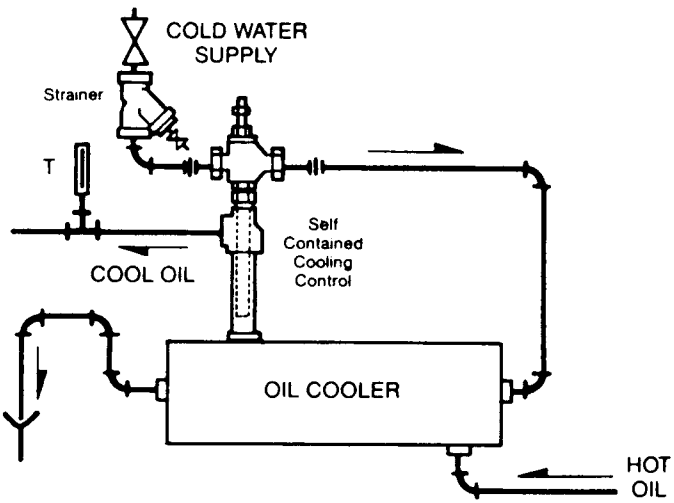 COLD WATER
SUPPLY
Strainer
T
Self
Contained
Cooling
Control
COOL OIL
OIL COOLER
HOT
OIL